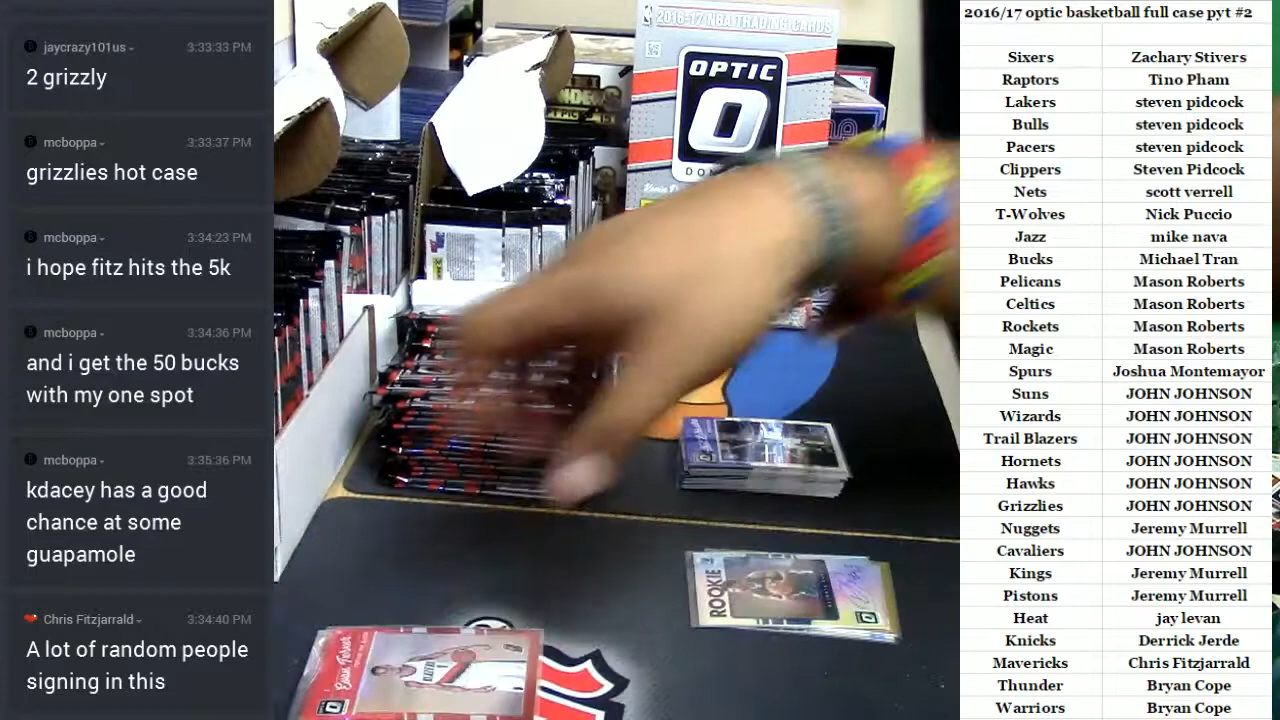 jaycrazy101us
3:33:33 PM
2 grizzly
mcboppa
3:33:37 PM
grizzlies hot case
mcboppa
3:34:23 PM
i hope fitz hits the 5k
mcboppa
3:34:36 PM
and i get the 50 bucks
with my one spot
mcboppa
3:35:36 PM
kdacey has a good
chance at some
guapamole
Chris Fitzjarrald
3:34:40 PM
A lot of random people
signing in this
2016-17 NBA TRADING CARDS
OPTIC
ROOKIE
2016/17 optic basketball full case pyt #2
Sixers Zachary Stivers
Raptors Tino Pham
Lakers steven pidcock
Bulls steven pidcock
Pacers steven pidcock
Clippers Steven Pidcock
Nets scott verrell
T-Wolves Nick Puccio
Jazz mike nava
Bucks Michael Tran
Pelicans Mason Roberts
Celtics Mason Roberts
Rockets Mason Roberts
Magic Mason Roberts
Spurs Joshua Montemayor
Suns JOHN JOHNSON
Wizards JOHN JOHNSON
Trail Blazers JOHN JOHNSON
Hornets JOHN JOHNSON
Hawks JOHN JOHNSON
Grizzlies JOHN JOHNSON
Nuggets Jeremy Murrell
Cavaliers JOHN JOHNSON
Kings Jeremy Murrell
Pistons Jeremy Murrell
Heat jay levan
Knicks Derrick Jerde
Mavericks Chris Fitzjarrald
Thunder Bryan Cope
Warriors Bryan Cope